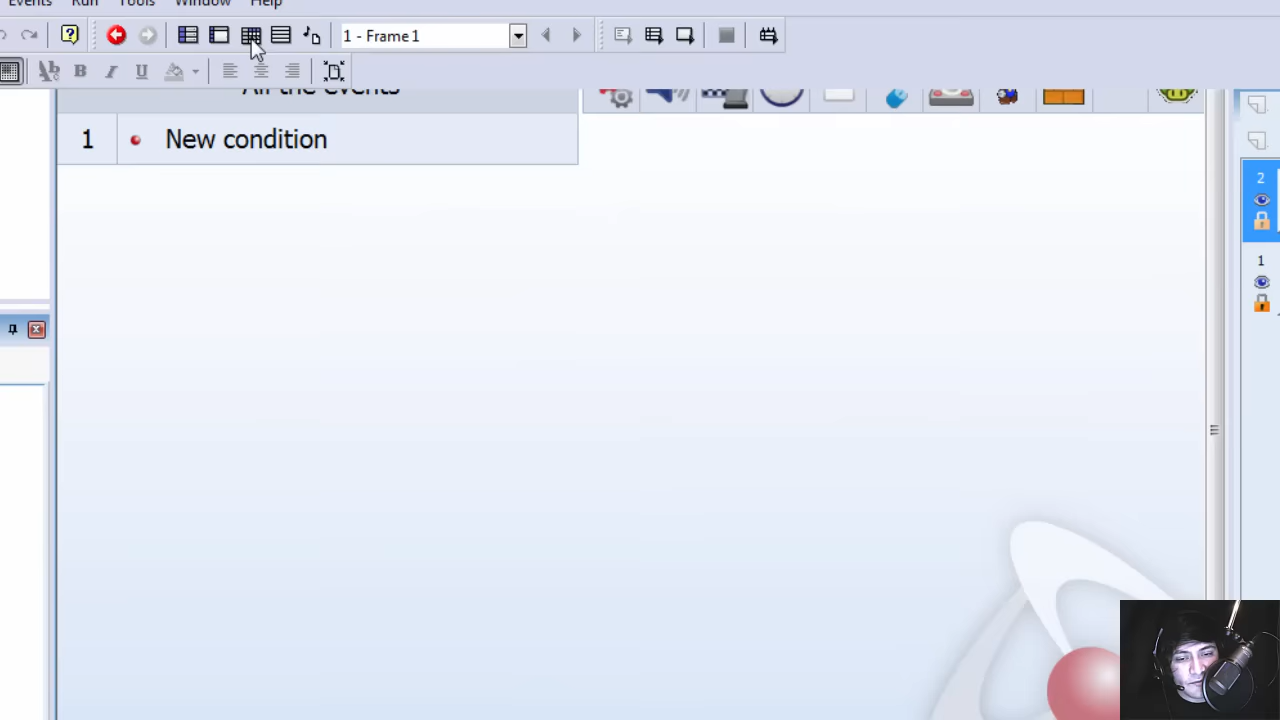 Events Run Tools Window Help
1 - Frame 1
All the events
1 New condition
2
1